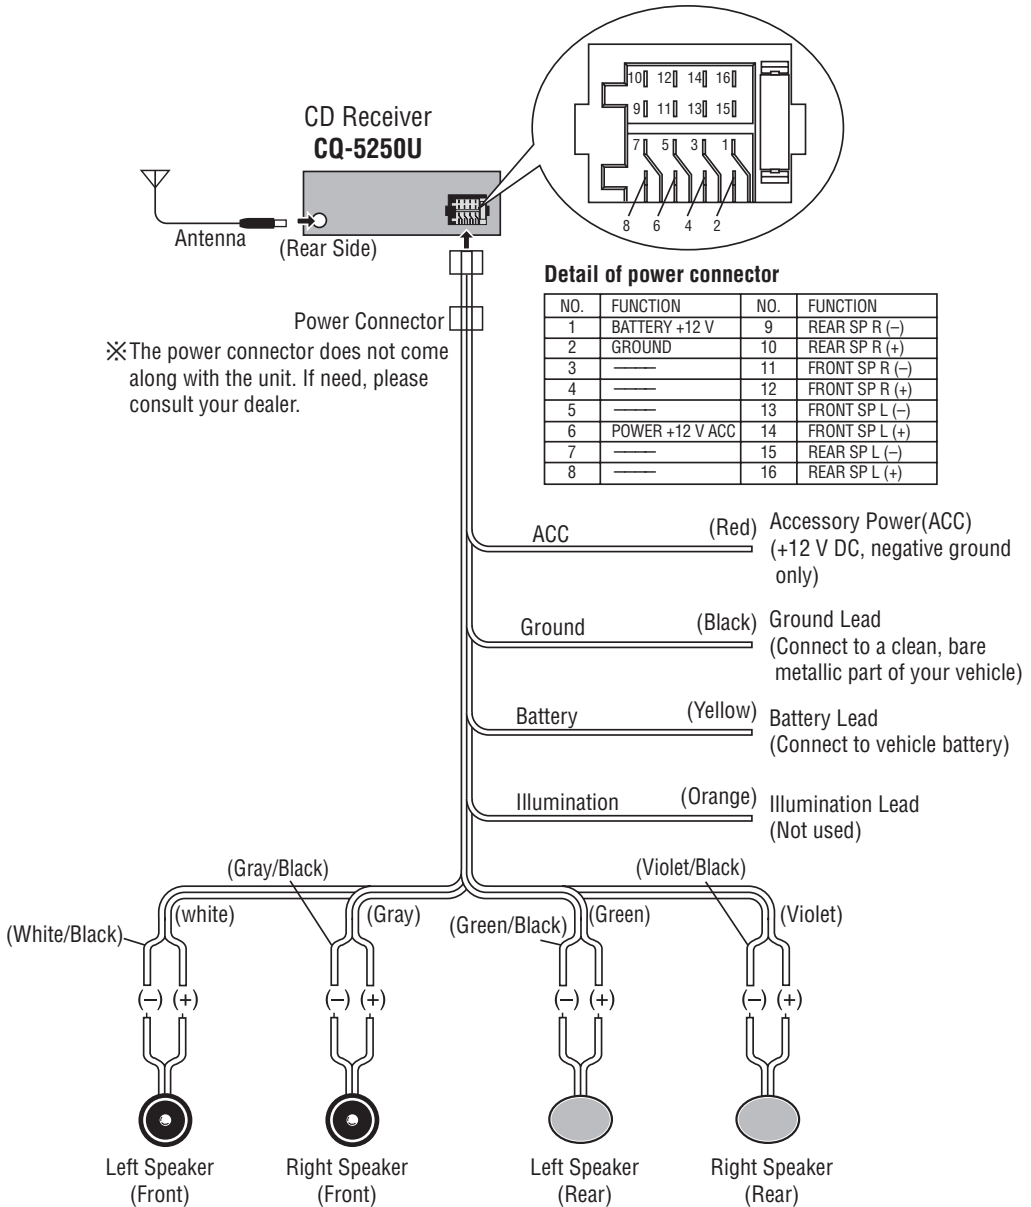 10 12 14 16
9 11 13 15
7 5 3 1
8 6 4 2
CD Receiver
CQ-5250U
Antenna
(Rear Side)
Detail of power connector
NO. FUNCTION NO. FUNCTION
1 BATTERY +12 V 9 REAR SP R (–)
2 GROUND 10 REAR SP R (+)
3 ——— 11 FRONT SP R (–)
4 ——— 12 FRONT SP R (+)
5 ——— 13 FRONT SP L (–)
6 POWER +12 V ACC 14 FRONT SP L (+)
7 ——— 15 REAR SP L (–)
8 ——— 16 REAR SP L (+)
Power Connector
※The power connector does not come
along with the unit. If need, please
consult your dealer.
ACC (Red) Accessory Power(ACC)
(+12 V DC, negative ground
only)
Ground (Black) Ground Lead
(Connect to a clean, bare
metallic part of your vehicle)
Battery (Yellow) Battery Lead
(Connect to vehicle battery)
Illumination (Orange) Illumination Lead
(Not used)
(Gray/Black) (Violet/Black)
(White/Black) (white) (Gray) (Green/Black) (Green) (Violet)
(–) (+) (–) (+) (–) (+) (–) (+)
Left Speaker
(Front)
Right Speaker
(Front)
Left Speaker
(Rear)
Right Speaker
(Rear)